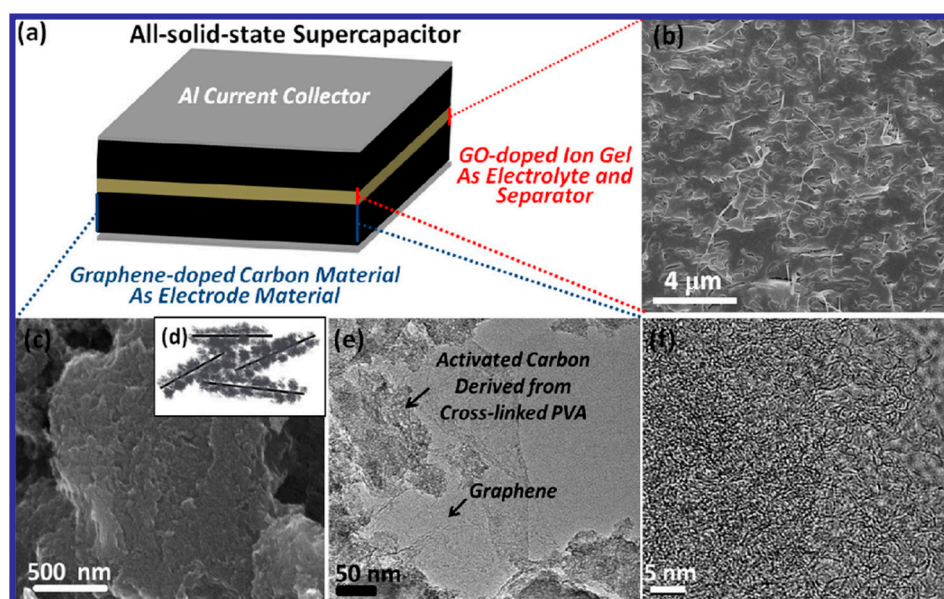 (a)
All-solid-state Supercapacitor
Al Current Collector
GO-doped Ion Gel
As Electrolyte and
Separator
Graphene-doped Carbon Material
As Electrode Material
(b)
4 μm
(c)
500 nm
(d)
(e)
Activated Carbon
Derived from
Cross-linked PVA
Graphene
50 nm
(f)
5 nm